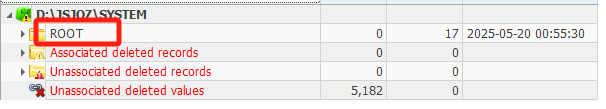 D:\JSJQZ\SYSTEM
ROOT 0 17 2025-05-20 00:55:30
Associated deleted records 0 0
Unassociated deleted records 0 0
Unassociated deleted values 5,182 0